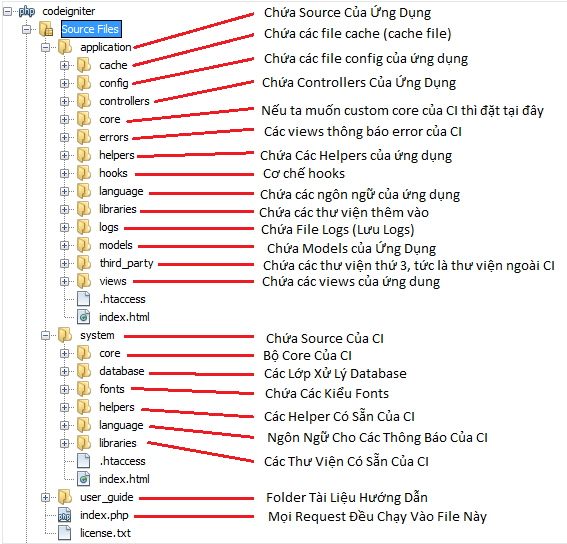 php codeigniter
Source Files
application Chứa Source Của Ứng Dụng
cache Chứa các file cache (cache file)
config Chứa các file config của ứng dụng
controllers Chứa Controllers Của Ứng Dụng
core Nếu ta muốn custom core của CI thì đặt tại đây
errors Các views thông báo error của CI
helpers Chứa Các Helpers của ứng dụng
hooks Cơ chế hooks
language Chứa các ngôn ngữ của ứng dụng
libraries Chứa các thư viện thêm vào
logs Chứa File Logs (Lưu Logs)
models Chứa Models của Ứng Dụng
third_party Chứa các thư viện thứ 3, tức là thư viện ngoài CI
views Chứa các views của ứng dung
.htaccess
index.html
system Chứa Source Của CI
core Bộ Core Của CI
database Các Lớp Xử Lý Database
fonts Chứa Các Kiểu Fonts
helpers Các Helper Có Sẵn Của CI
language Ngôn Ngữ Cho Các Thông Báo Của CI
libraries Các Thư Viện Có Sẵn Của CI
.htaccess
index.html
user_guide Folder Tài Liệu Hướng Dẫn
index.php Mọi Request Đều Chạy Vào File Này
license.txt